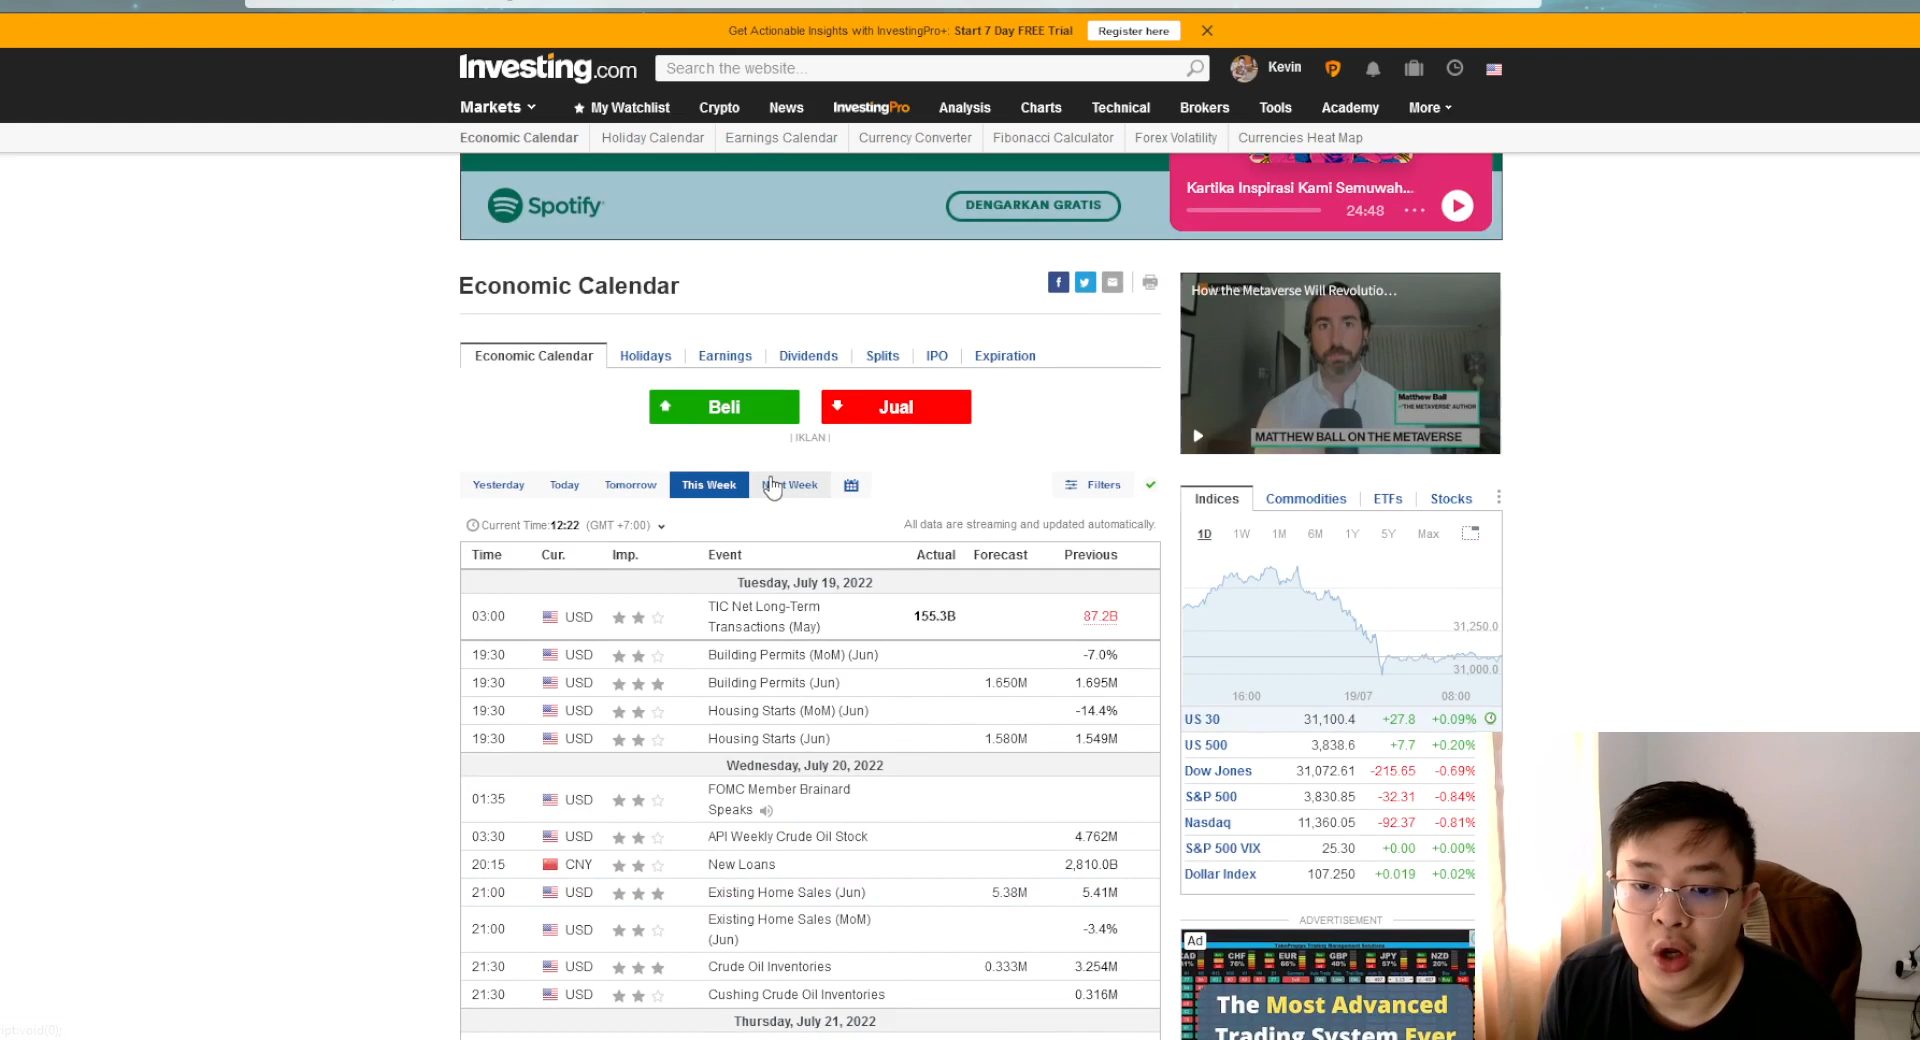 Get Actionable Insights with InvestingPro+: Start 7 Day FREE Trial Register here
Investing.com
Search the website...
Kevin
Markets
My Watchlist
Crypto
News
InvestingPro
Analysis
Charts
Technical
Brokers
Tools
Academy
More
Economic Calendar
Holiday Calendar
Earnings Calendar
Currency Converter
Fibonacci Calculator
Forex Volatility
Currencies Heat Map
Spotify
DENGARKAN GRATIS
Kartika Inspirasi Kami Semuwah...
24:48
Economic Calendar
Economic Calendar
Holidays
Earnings
Dividends
Splits
IPO
Expiration
Beli
Jual
| IKLAN |
Yesterday
Today
Tomorrow
This Week
Week
Filters
Current Time: 12:22 (GMT +7:00)
All data are streaming and updated automatically.
Time Cur. Imp. Event Actual Forecast Previous
Tuesday, July 19, 2022
03:00 USD TIC Net Long-Term Transactions (May) 155.3B 87.2B
19:30 USD Building Permits (MoM) (Jun) -7.0%
19:30 USD Building Permits (Jun) 1.650M 1.695M
19:30 USD Housing Starts (MoM) (Jun) -14.4%
19:30 USD Housing Starts (Jun) 1.580M 1.549M
Wednesday, July 20, 2022
01:35 USD FOMC Member Brainard Speaks
03:30 USD API Weekly Crude Oil Stock 4.762M
20:15 CNY New Loans 2,810.0B
21:00 USD Existing Home Sales (Jun) 5.38M 5.41M
21:00 USD Existing Home Sales (MoM) (Jun) -3.4%
21:30 USD Crude Oil Inventories 0.333M 3.254M
21:30 USD Cushing Crude Oil Inventories 0.316M
Thursday, July 21, 2022
How the Metaverse Will Revolutio...
Matthew Ball
'THE METAVERSE' AUTHOR
MATTHEW BALL ON THE METAVERSE
Indices
Commodities
ETFs
Stocks
1D 1W 1M 6M 1Y 5Y Max
31,250.0
31,000.0
16:00 19/07 08:00
US 30 31,100.4 +27.8 +0.09%
US 500 3,838.6 +7.7 +0.20%
Dow Jones 31,072.61 -215.65 -0.69%
S&P 500 3,830.85 -32.31 -0.84%
Nasdaq 11,360.05 -92.37 -0.81%
S&P 500 VIX 25.30 +0.00 +0.00%
Dollar Index 107.250 +0.019 +0.02%
ADVERTISEMENT
Ad
CHF EUR GBP JPY NZD
The Most Advanced
Trading System Ever